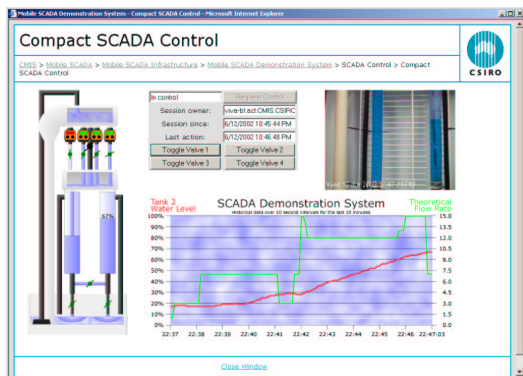 Mobile SCADA Demonstration System - Compact SCADA Control - Microsoft Internet Explorer
Compact SCADA Control
CSIRO
CMIS > Mobile SCADA > Mobile SCADA Infrastructure > Mobile SCADA Demonstration System > SCADA Control > Compact
SCADA Control
In control
Request Control
Session owner:
Session since: 6/12/2002 10:45:44 PM
Last action: 6/12/2002 10:46:48 PM
Toggle Valve 1 Toggle Valve 2
Toggle Valve 3 Toggle Valve 4
67%
Tank 2
Water Level
SCADA Demonstration System
Historical data over 10 second intervals for the last 10 minutes
Theoretical
Flow Rate
100% 15.0
90% 13.5
80% 12.0
70% 10.5
60% 9.0
50% 7.5
40% 6.0
30% 4.5
20% 3.0
10% 1.5
0% 0.0
22:37 22:38 22:39 22:40 22:41 22:42 22:43 22:44 22:45 22:46 22:47:03
Close Window